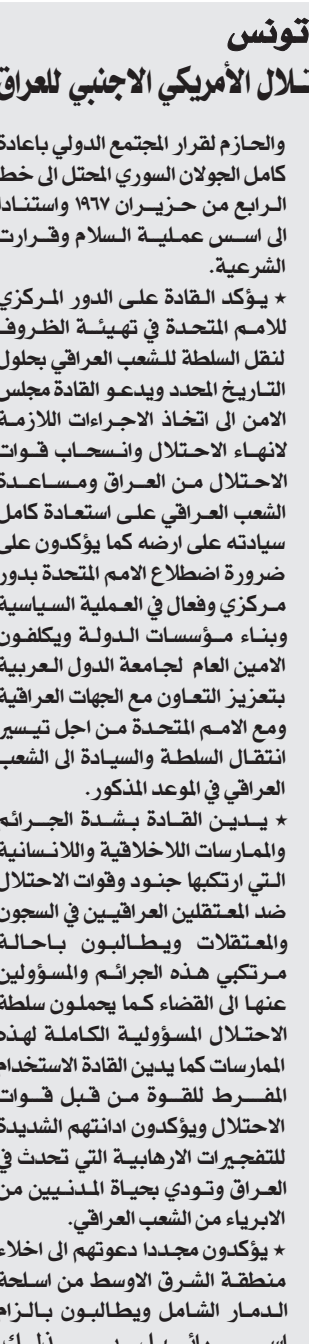 تونس
تلال الأمريكي الاجنبي للعراق
والحازم لقرار المجتمع الدولي باعادة
كامل الجولان السوري المحتل الى خط
الرابع من حزيران ١٩٦٧ واستنادا
الى اسس عملية السلام وقرارت
الشرعية.
* يؤكد القادة على الدور المركزي
للامم المتحدة في تهيئة الظروف
لنقل السلطة للشعب العراقي بحلول
التاريخ المحدد ويدعو القادة مجلس
الامن الى اتخاذ الاجراءات اللازمة
لانهاء الاحتلال وانسحاب قوات
الاحتلال من العراق ومساعدة
الشعب العراقي على استعادة كامل
سيادته على ارضه كما يؤكدون على
ضرورة اضطلاع الامم المتحدة بدور
مركزي وفعال في العملية السياسية
وبناء مؤسسات الدولة ويكلفون
الامين العام لجامعة الدول العربية
بتعزيز التعاون مع الجهات العراقية
ومع الامم المتحدة من اجل تيسير
انتقال السلطة والسيادة الى الشعب
العراقي في الموعد المذكور.
* يدين القادة بشدة الجرائم
والممارسات اللاخلاقية واللانسانية
التي ارتكبها جنود وقوات الاحتلال
ضد المعتقلين العراقيين في السجون
والمعتقلات ويطالبون باحالة
مرتكبي هذه الجرائم والمسؤولين
عنها الى القضاء كما يحملون سلطة
الاحتلال المسؤولية الكاملة لهذه
الممارسات كما يدين القادة الاستخدام
المفرط للقوة من قبل قوات
الاحتلال ويؤكدون ادانتهم الشديدة
للتفجيرات الارهابية التي تحدث في
العراق وتودي بحياة المدنيين من
الابرياء من الشعب العراقي.
* يؤكدون مجددا دعوتهم الى اخلاء
منطقة الشرق الاوسط من اسلحة
الدمار الشامل ويطالبون بالزام